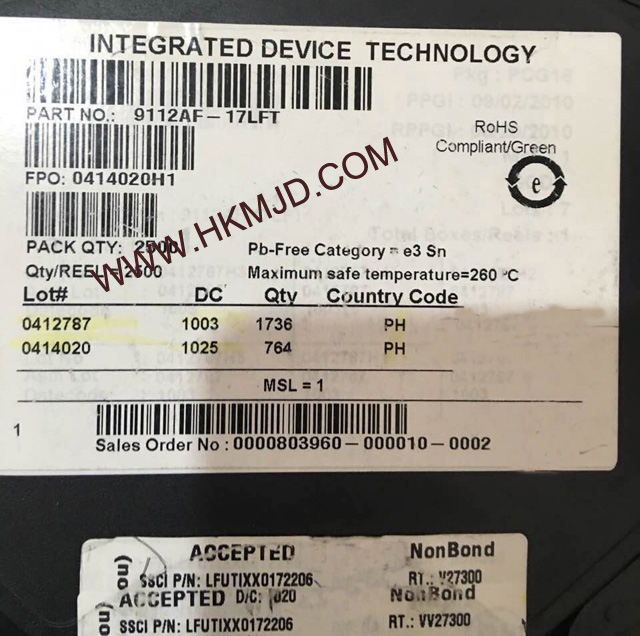 INTEGRATED DEVICE TECHNOLOGY
PART NO.: 9112AF-17LFT
RoHS
Compliant/Green
e
FPO: 0414020H1
WWW.HKMJD.COM
PACK QTY: 2500
Pb-Free Category = e3 Sn
Qty/REEL=2500
Maximum safe temperature=260 ºC
Lot# DC Qty Country Code
0412787 1003 1736 PH
0414020 1025 764 PH
MSL = 1
1
Sales Order No : 0000803960-000010-0002
ACCEPTED NonBond
SSCI P/N: LFUTIXX0172206 RT.: V27300
ACCEPTED D/C: 1020 NonBond
SSCI P/N: LFUTIXX0172206 RT.: VV27300